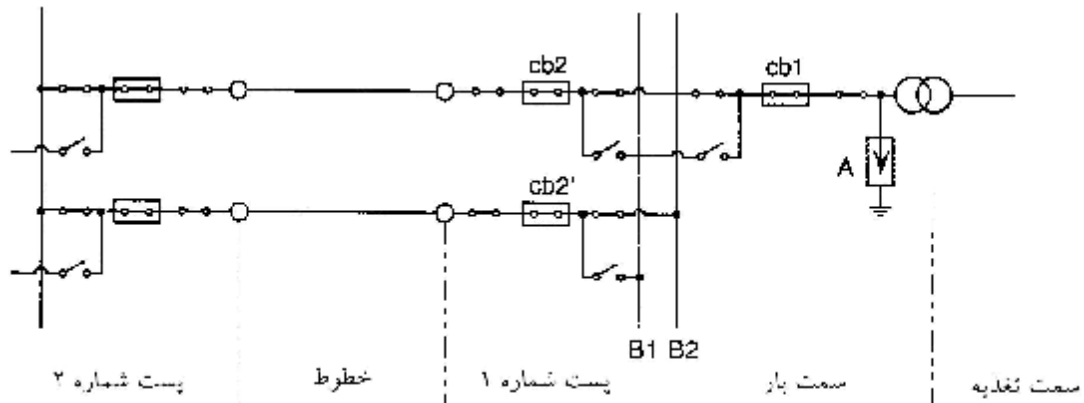 cb2
cb1
A
cb2'
B1 B2
سمت تغذیه
سمت بار
پست شماره ۱
خطوط
پست شماره ۲